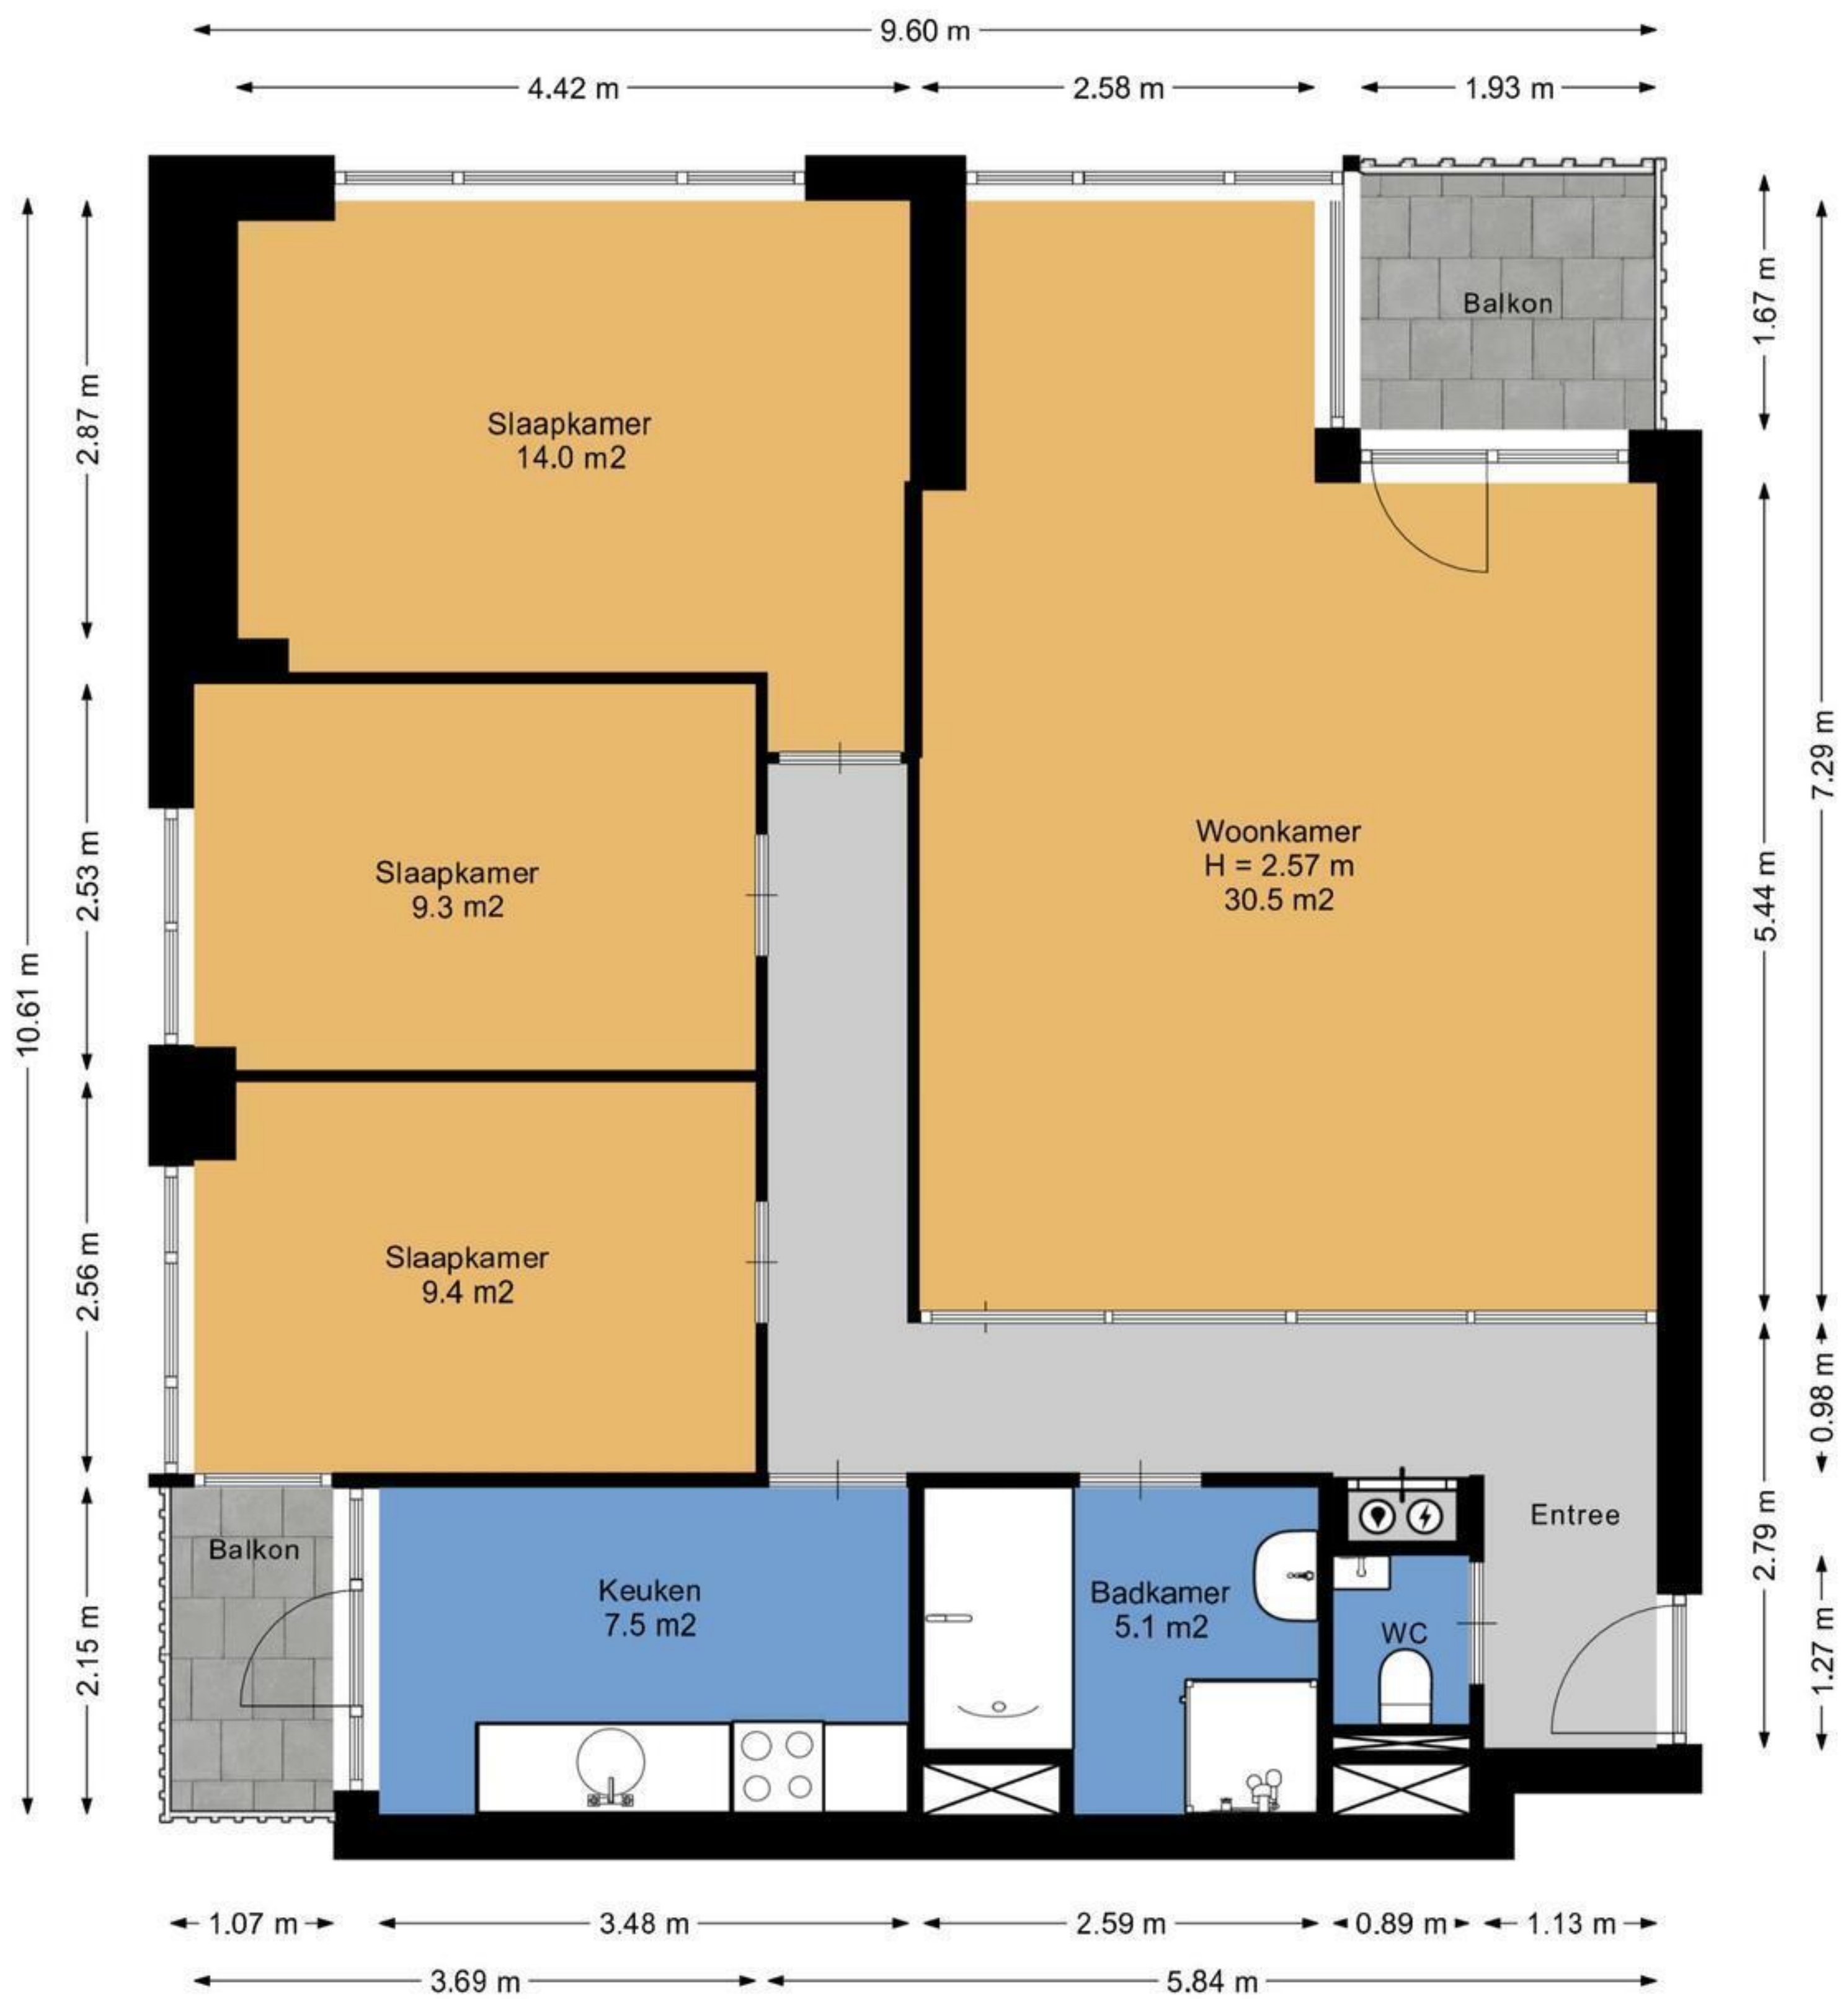 9.60 m
4.42 m
2.58 m
1.93 m
Balkon
1.67 m
2.87 m
Slaapkamer
14.0 m2
7.29 m
Woonkamer
H = 2.57 m
30.5 m2
2.53 m
Slaapkamer
9.3 m2
5.44 m
10.61 m
Slaapkamer
9.4 m2
2.56 m
0.98 m
Entree
2.79 m
Balkon
Keuken
7.5 m2
Badkamer
5.1 m2
WC
2.15 m
1.27 m
1.07 m
3.48 m
2.59 m
0.89 m
1.13 m
3.69 m
5.84 m